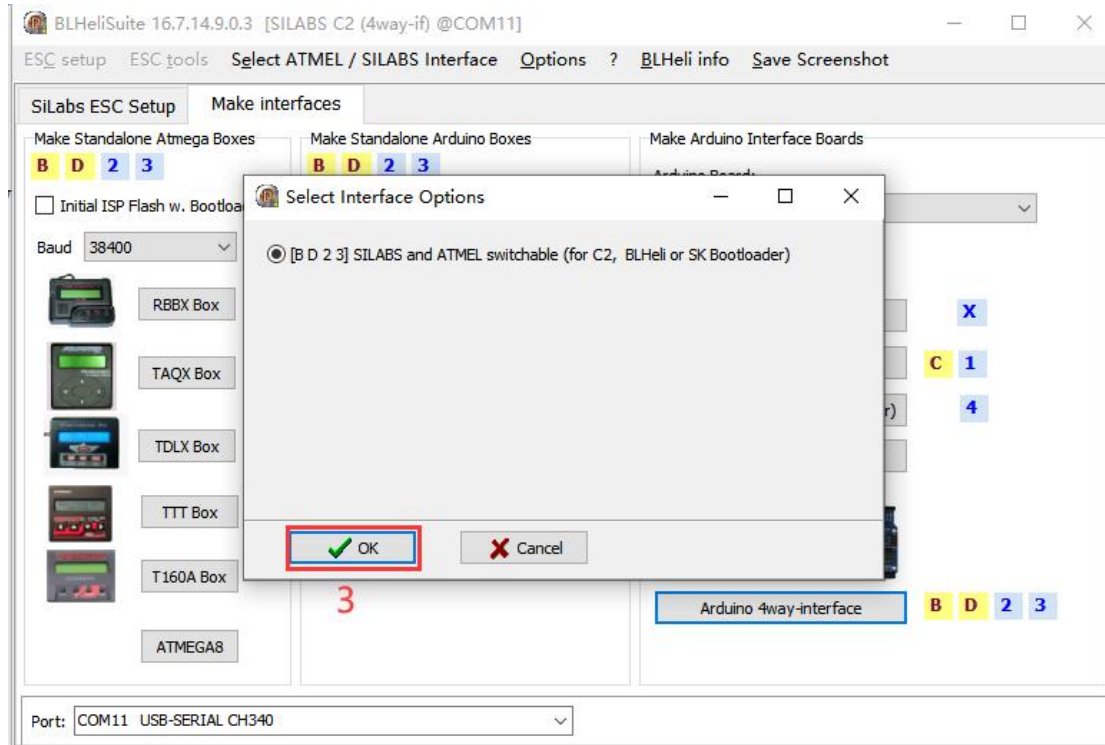 BLHeliSuite 16.7.14.9.0.3 [SILABS C2 (4way-if) @COM11]
ESC setup ESC tools Select ATMEL / SILABS Interface Options ? BLHeli info Save Screenshot
SiLabs ESC Setup Make interfaces
Make Standalone Atmega Boxes Make Standalone Arduino Boxes Make Arduino Interface Boards
B D 2 3 B D 2 3
Select Interface Options
Initial ISP Flash w.
Baud 38400
[B D 2 3] SILABS and ATMEL switchable (for C2, BLHeli or SK Bootloader)
RBBX Box X
TAQX Box C 1
4
TDLX Box
TTT Box
OK Cancel
T160A Box
3
Arduino 4way-interface B D 2 3
ATMEGA8
Port: COM11 USB-SERIAL CH340